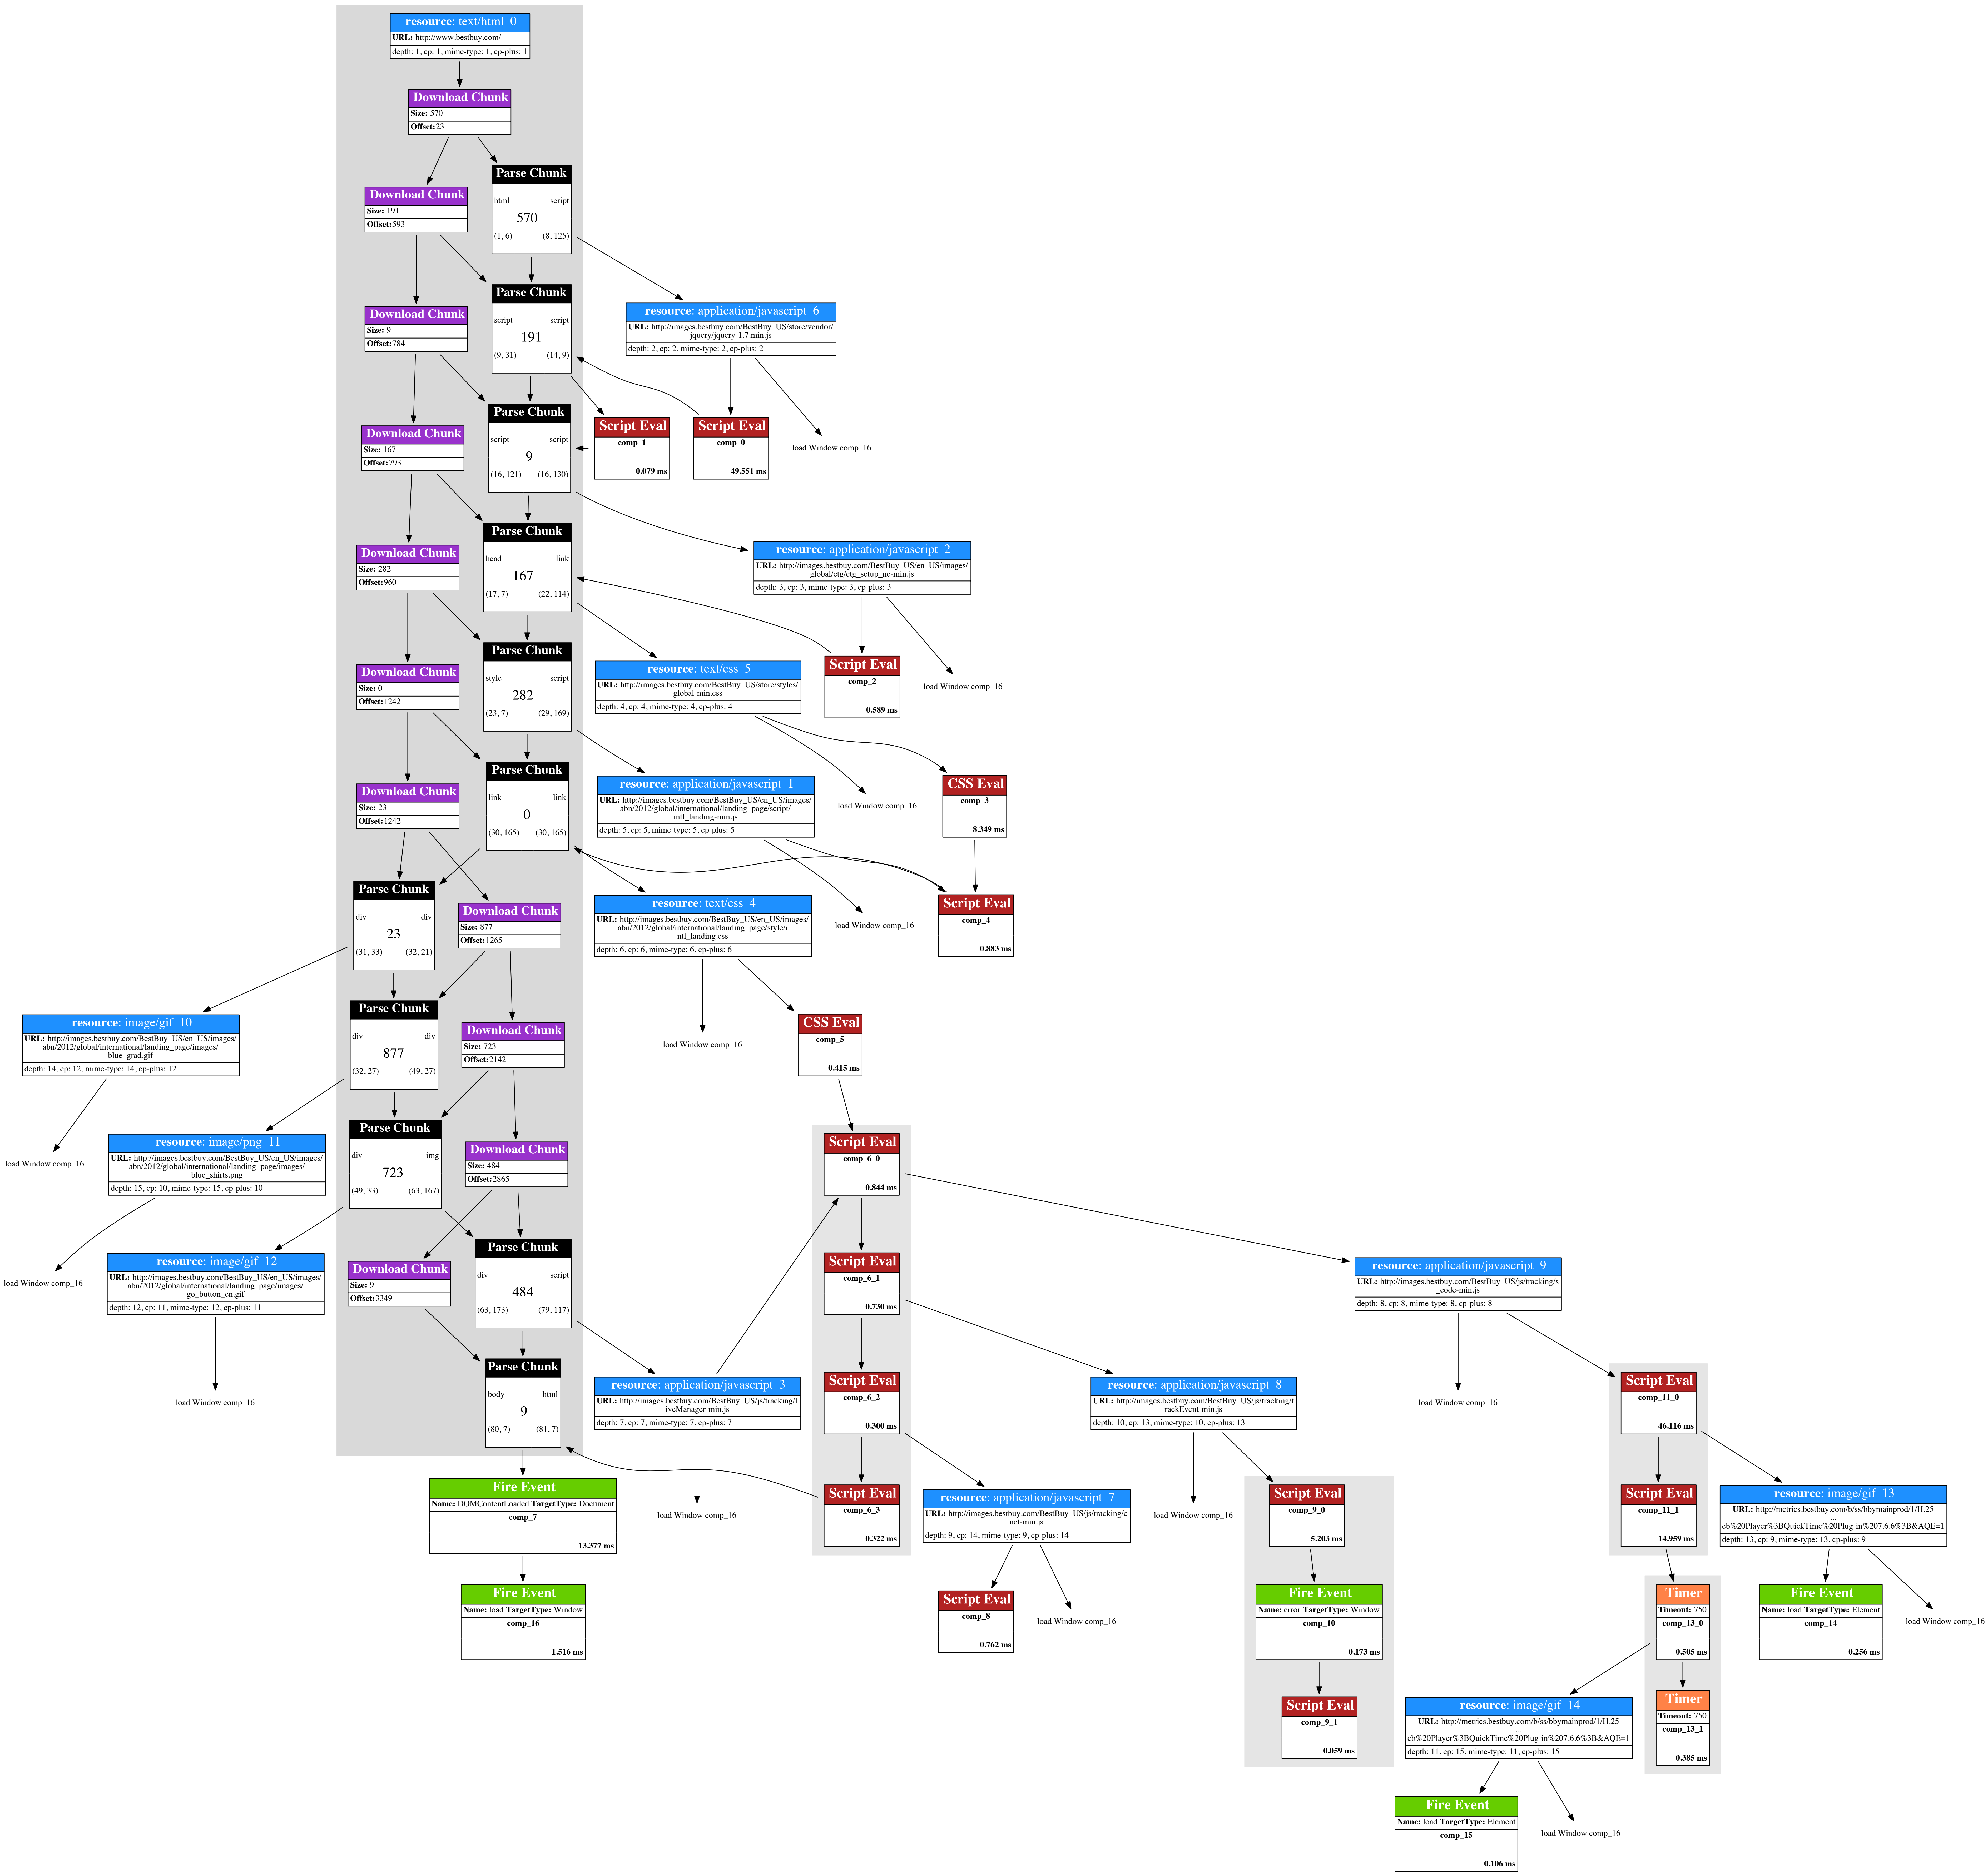 resource: text/html 0
URL: http://www.bestbuy.com/
depth: 1, cp: 1, mime-type: 1, cp-plus: 1
Download Chunk
Size: 570
Offset:23
Parse Chunk
html script
570
(1, 6) (8, 125)
Download Chunk
Size: 191
Offset:593
Parse Chunk
script script
191
(9, 31) (14, 9)
resource: application/javascript 6
URL: http://images.bestbuy.com/BestBuy_US/store/vendor/
jquery/jquery-1.7.min.js
depth: 2, cp: 2, mime-type: 2, cp-plus: 2
Download Chunk
Size: 9
Offset:784
Parse Chunk
script script
9
(16, 121) (16, 130)
Script Eval
comp_1
0.079 ms
Script Eval
comp_0
49.551 ms
load Window comp_16
Download Chunk
Size: 167
Offset:793
Parse Chunk
head link
167
(17, 7) (22, 114)
resource: application/javascript 2
URL: http://images.bestbuy.com/BestBuy_US/en_US/images/
global/ctg/ctg_setup_nc-min.js
depth: 3, cp: 3, mime-type: 3, cp-plus: 3
Download Chunk
Size: 282
Offset:960
Parse Chunk
style script
282
(23, 7) (29, 169)
resource: text/css 5
URL: http://images.bestbuy.com/BestBuy_US/store/styles/
global-min.css
depth: 4, cp: 4, mime-type: 4, cp-plus: 4
Script Eval
comp_2
0.589 ms
load Window comp_16
Download Chunk
Size: 0
Offset:1242
Parse Chunk
link link
0
(30, 165) (30, 165)
resource: application/javascript 1
URL: http://images.bestbuy.com/BestBuy_US/en_US/images/
abn/2012/global/international/landing_page/script/
intl_landing-min.js
depth: 5, cp: 5, mime-type: 5, cp-plus: 5
load Window comp_16
CSS Eval
comp_3
8.349 ms
Download Chunk
Size: 23
Offset:1242
Parse Chunk
div div
23
(31, 33) (32, 21)
Download Chunk
Size: 877
Offset:1265
resource: text/css 4
URL: http://images.bestbuy.com/BestBuy_US/en_US/images/
abn/2012/global/international/landing_page/style/i
ntl_landing.css
depth: 6, cp: 6, mime-type: 6, cp-plus: 6
load Window comp_16
Script Eval
comp_4
0.883 ms
resource: image/gif 10
URL: http://images.bestbuy.com/BestBuy_US/en_US/images/
abn/2012/global/international/landing_page/images/
blue_grad.gif
depth: 14, cp: 12, mime-type: 14, cp-plus: 12
Parse Chunk
div div
877
(32, 27) (49, 27)
Download Chunk
Size: 723
Offset:2142
load Window comp_16
CSS Eval
comp_5
0.415 ms
load Window comp_16
resource: image/png 11
URL: http://images.bestbuy.com/BestBuy_US/en_US/images/
abn/2012/global/international/landing_page/images/
blue_shirts.png
depth: 15, cp: 10, mime-type: 15, cp-plus: 10
Parse Chunk
div img
723
(49, 33) (63, 167)
Download Chunk
Size: 484
Offset:2865
Script Eval
comp_6_0
0.844 ms
load Window comp_16
resource: image/gif 12
URL: http://images.bestbuy.com/BestBuy_US/en_US/images/
abn/2012/global/international/landing_page/images/
go_button_en.gif
depth: 12, cp: 11, mime-type: 12, cp-plus: 11
Download Chunk
Size: 9
Offset:3349
Parse Chunk
div script
484
(63, 173) (79, 117)
Script Eval
comp_6_1
0.730 ms
resource: application/javascript 9
URL: http://images.bestbuy.com/BestBuy_US/js/tracking/s
_code-min.js
depth: 8, cp: 8, mime-type: 8, cp-plus: 8
load Window comp_16
Parse Chunk
body html
9
(80, 7) (81, 7)
resource: application/javascript 3
URL: http://images.bestbuy.com/BestBuy_US/js/tracking/l
iveManager-min.js
depth: 7, cp: 7, mime-type: 7, cp-plus: 7
Script Eval
comp_6_2
0.300 ms
resource: application/javascript 8
URL: http://images.bestbuy.com/BestBuy_US/js/tracking/t
rackEvent-min.js
depth: 10, cp: 13, mime-type: 10, cp-plus: 13
load Window comp_16
Script Eval
comp_11_0
46.116 ms
Fire Event
Name: DOMContentLoaded TargetType: Document
comp_7
13.377 ms
load Window comp_16
Script Eval
comp_6_3
0.322 ms
resource: application/javascript 7
URL: http://images.bestbuy.com/BestBuy_US/js/tracking/c
net-min.js
depth: 9, cp: 14, mime-type: 9, cp-plus: 14
load Window comp_16
Script Eval
comp_9_0
5.203 ms
Script Eval
comp_11_1
14.959 ms
resource: image/gif 13
URL: http://metrics.bestbuy.com/b/ss/bbymainprod/1/H.25
...
eb%20Player%3BQuickTime%20Plug-in%207.6.6%3B&AQE=1
depth: 13, cp: 9, mime-type: 13, cp-plus: 9
Fire Event
Name: load TargetType: Window
comp_16
1.516 ms
Script Eval
comp_8
0.762 ms
load Window comp_16
Fire Event
Name: error TargetType: Window
comp_10
0.173 ms
Timer
Timeout: 750
comp_13_0
0.505 ms
Fire Event
Name: load TargetType: Element
comp_14
0.256 ms
load Window comp_16
Script Eval
comp_9_1
0.059 ms
resource: image/gif 14
URL: http://metrics.bestbuy.com/b/ss/bbymainprod/1/H.25
...
eb%20Player%3BQuickTime%20Plug-in%207.6.6%3B&AQE=1
depth: 11, cp: 15, mime-type: 11, cp-plus: 15
Timer
Timeout: 750
comp_13_1
0.385 ms
Fire Event
Name: load TargetType: Element
comp_15
0.106 ms
load Window comp_16